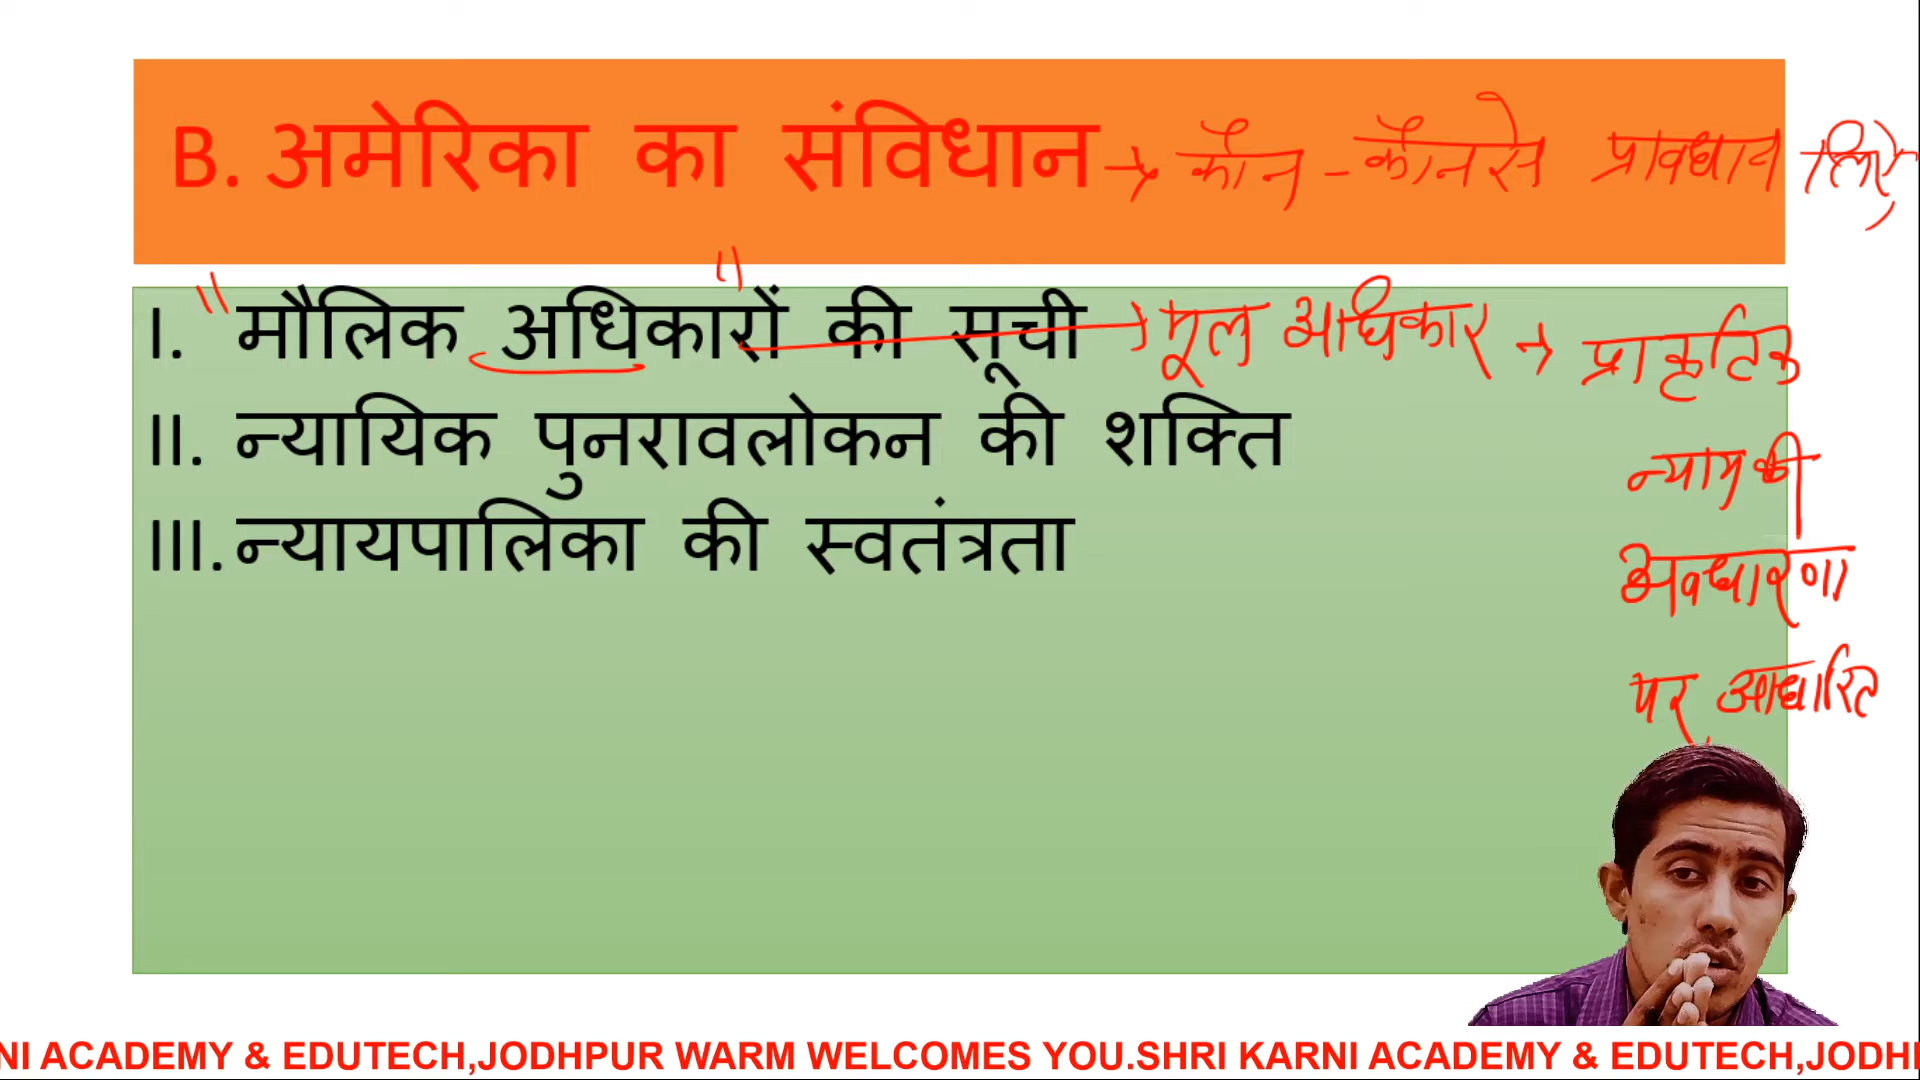 B. अमेरिका का संविधान → कौन - कौनसे प्रावधान लिऐ
I. "मौलिक अधिकारों" की सूची → मूल अधिकार → प्राकृतिक
न्याय की
अवधारणा
पर आधारित
II. न्यायिक पुनरावलोकन की शक्ति
III. न्यायपालिका की स्वतंत्रता
NI ACADEMY & EDUTECH,JODHPUR WARM WELCOMES YOU.SHRI KARNI ACADEMY & EDUTECH,JODH